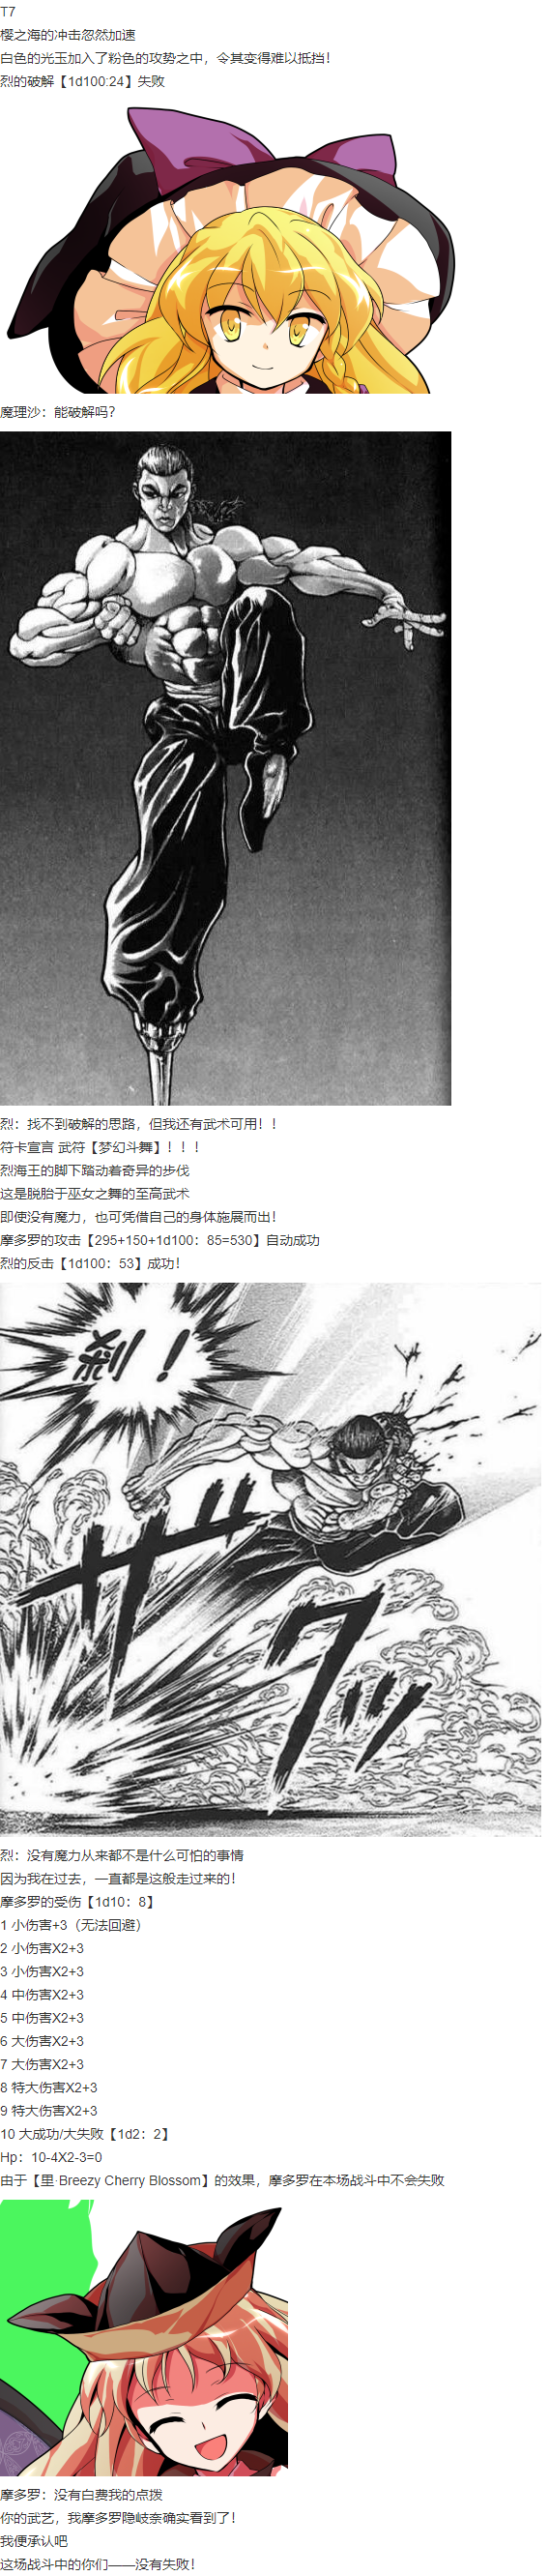 T7
樱之海的冲击忽然加速
白色的光玉加入了粉色的攻势之中，令其变得难以抵挡！
烈的破解【1d100:24】失败
魔理沙：能破解吗？
烈：找不到破解的思路，但我还有武术可用！！
符卡宣言 武符【梦幻斗舞】！！！
烈海王的脚下踏动着奇异的步伐
这是脱胎于巫女之舞的至高武术
即使没有魔力，也可凭借自己的身体施展而出！
摩多罗的攻击【295+150+1d100：85=530】自动成功
烈的反击【1d100：53】成功！
刹！
ザガッ
烈：没有魔力从来都不是什么可怕的事情
因为我在过去，一直都是这般走过来的！
摩多罗的受伤【1d10：8】
1 小伤害+3（无法回避）
2 小伤害X2+3
3 小伤害X2+3
4 中伤害X2+3
5 中伤害X2+3
6 大伤害X2+3
7 大伤害X2+3
8 特大伤害X2+3
9 特大伤害X2+3
10 大成功/大失败【1d2：2】
Hp：10-4X2-3=0
由于【里·Breezy Cherry Blossom】的效果，摩多罗在本场战斗中不会失败
摩多罗：没有白费我的点拨
你的武艺，我摩多罗隐岐奈确实看到了！
我便承认吧
这场战斗中的你们——没有失败！